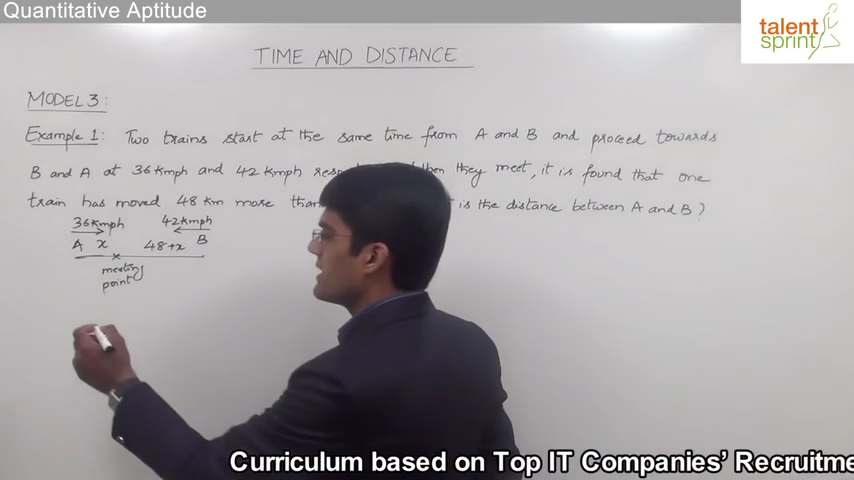 Quantitative Aptitude
talent
sprint
TIME AND DISTANCE
MODEL 3:
Example 1: Two trains start at the same time from A and B and proceed towards
B and A at 36 Kmph and 42 Kmph they meet, it is found that one
train has moved 48 Km more is the distance between A and B?
36Kmph 42Kmph
A x 48+x B
meeting
point
Curriculum based on Top IT Companies' Recruitme